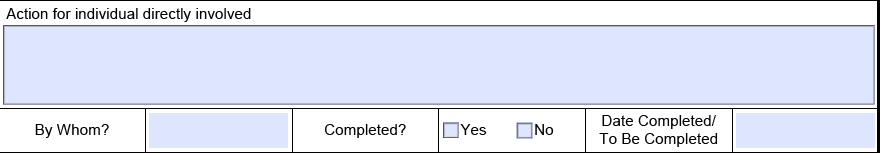 Action for individual directly involved
By Whom?
Completed?
Yes
No
Date Completed/
To Be Completed